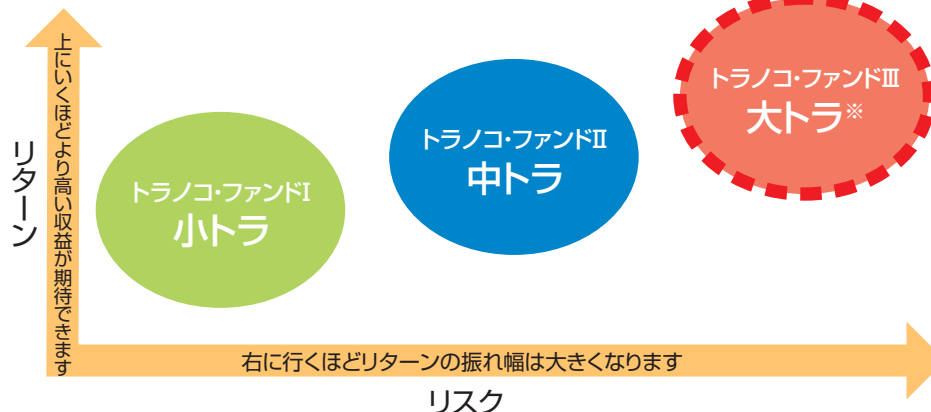 リターン
上にいくほどより高い収益が期待できます
トラノコ・ファンドⅠ
小トラ
トラノコ・ファンドⅡ
中トラ
トラノコ・ファンドⅢ
大トラ※
右に行くほどリターンの振れ幅は大きくなります
リスク